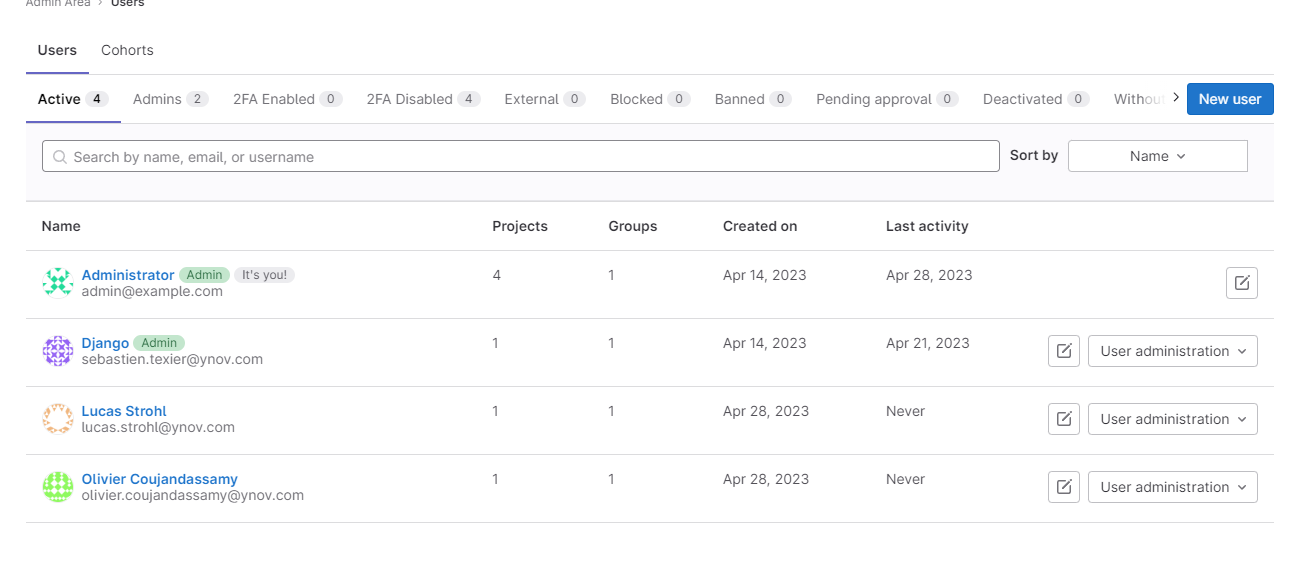 Admin Area > Users
Users Cohorts
Active 4 Admins 2 2FA Enabled 0 2FA Disabled 4 External 0 Blocked 0 Banned 0 Pending approval 0 Deactivated 0 Withou New user
Search by name, email, or username Sort by Name
Name Projects Groups Created on Last activity
Administrator Admin It's you! 4 1 Apr 14, 2023 Apr 28, 2023
admin@example.com
Django Admin 1 1 Apr 14, 2023 Apr 21, 2023 User administration
sebastien.texier@ynov.com
Lucas Strohl 1 1 Apr 28, 2023 Never User administration
lucas.strohl@ynov.com
Olivier Coujandassamy 1 1 Apr 28, 2023 Never User administration
olivier.coujandassamy@ynov.com